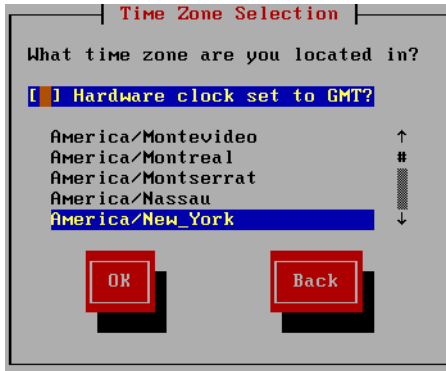 Time Zone Selection
What time zone are you located in?
[ ] Hardware clock set to GMT?
America/Montevideo ↑
America/Montreal #
America/Montserrat
America/Nassau
America/New_York ↓
OK Back